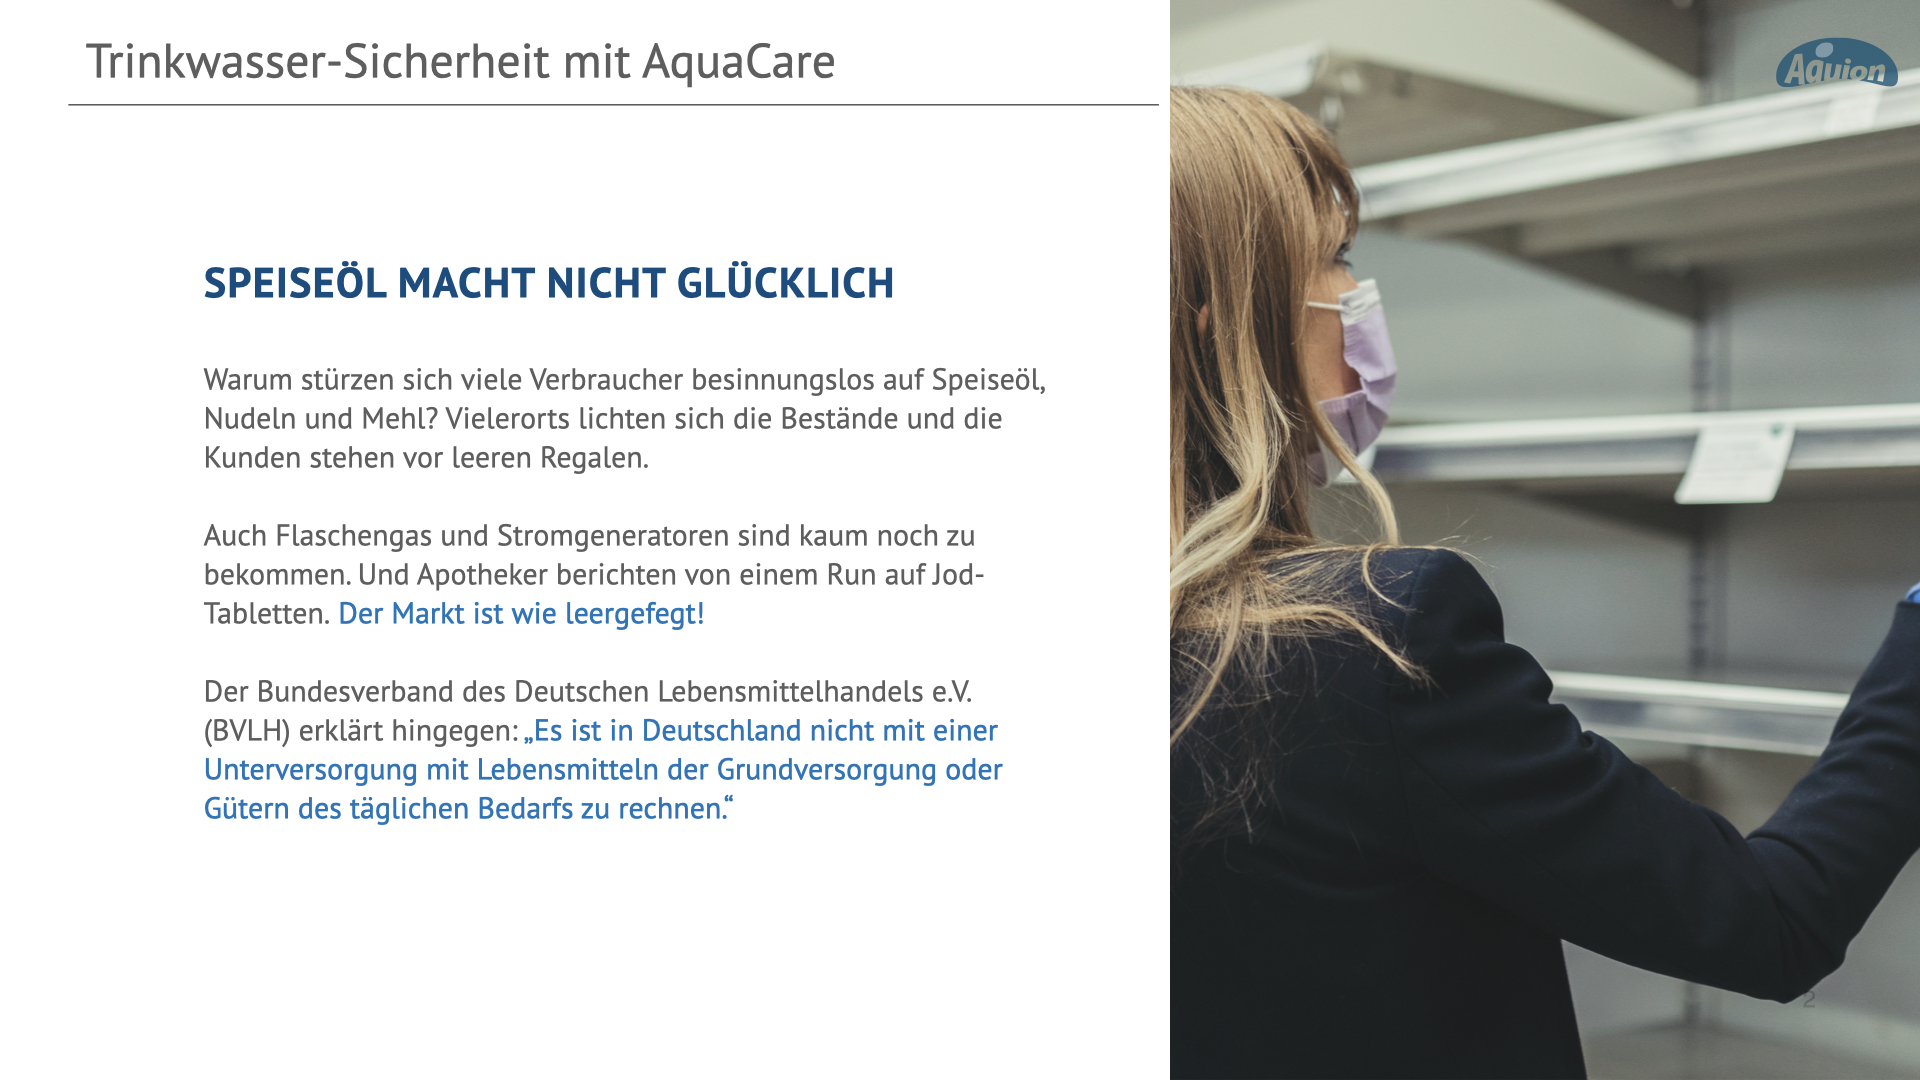 Trinkwasser-Sicherheit mit AquaCare
Aquion
SPEISEÖL MACHT NICHT GLÜCKLICH
Warum stürzen sich viele Verbraucher besinnungslos auf Speiseöl,
Nudeln und Mehl? Vielerorts lichten sich die Bestände und die
Kunden stehen vor leeren Regalen.
Auch Flaschengas und Stromgeneratoren sind kaum noch zu
bekommen. Und Apotheker berichten von einem Run auf Jod-
Tabletten. Der Markt ist wie leergefegt!
Der Bundesverband des Deutschen Lebensmittelhandels e.V.
(BVLH) erklärt hingegen: „Es ist in Deutschland nicht mit einer
Unterversorgung mit Lebensmitteln der Grundversorgung oder
Gütern des täglichen Bedarfs zu rechnen.“
2